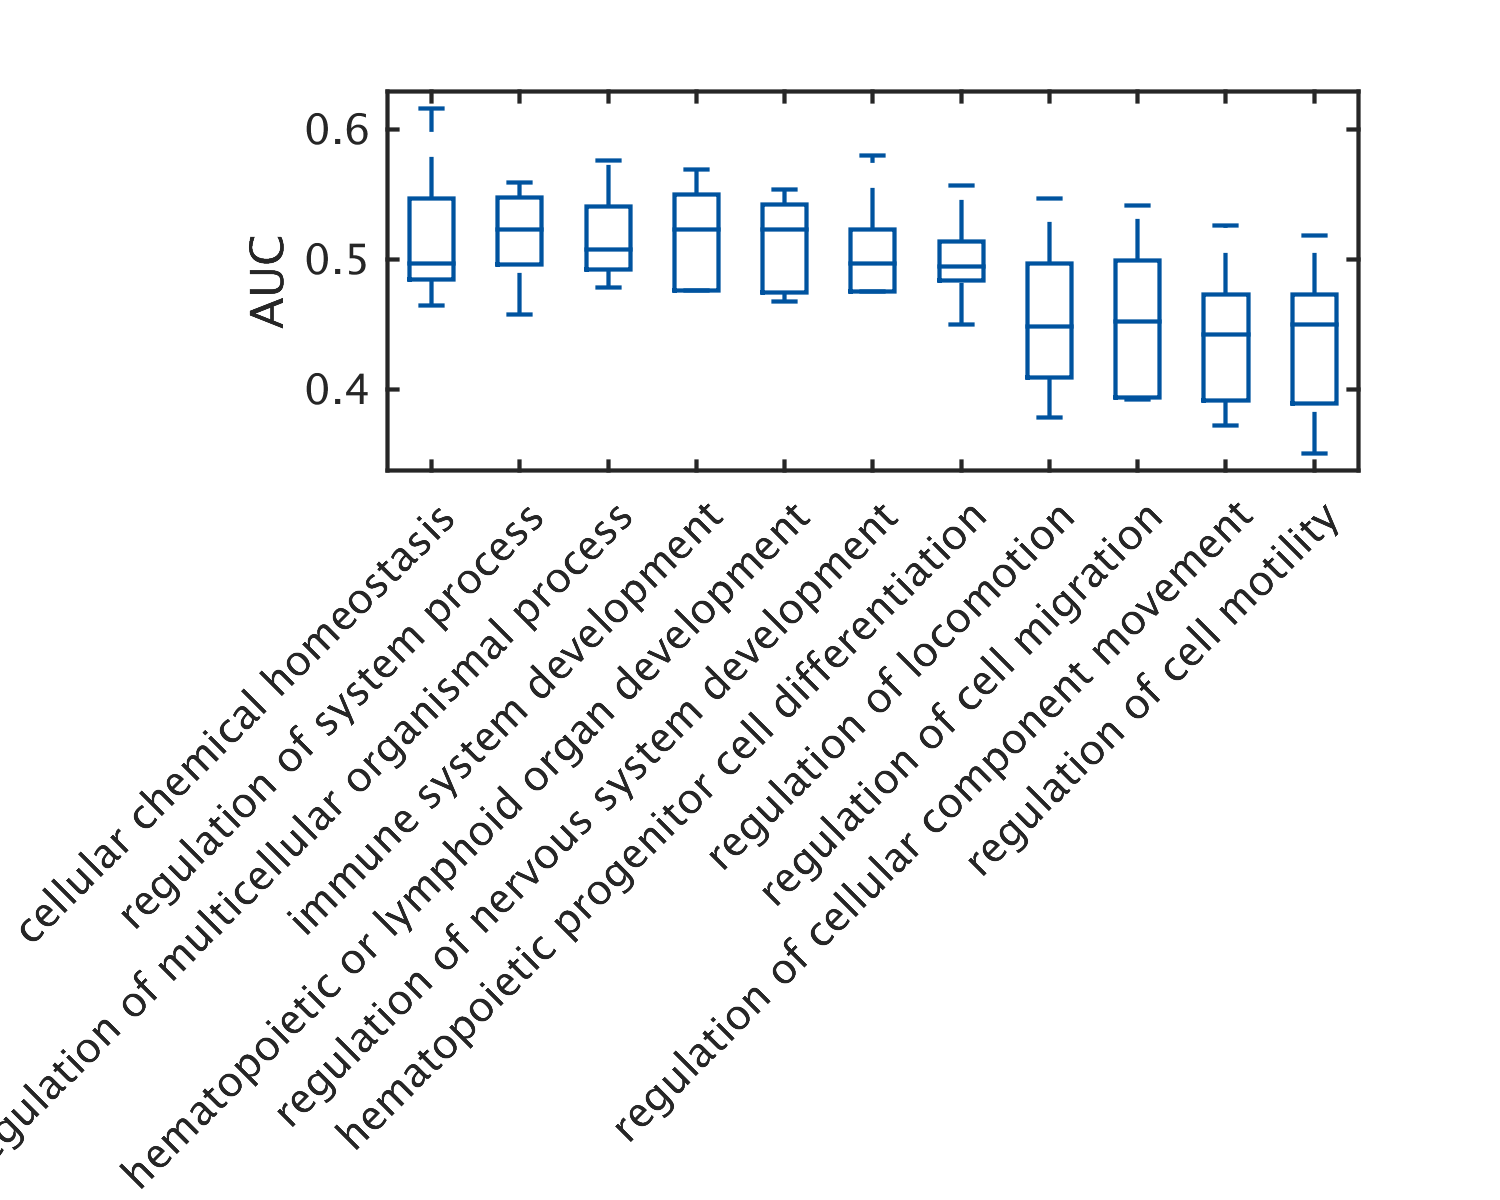 0.6
0.5
0.4
AUC
cellular chemical homeostasis
regulation of system process
of multicellular organismal process
immune system development
hematopoietic or lymphoid organ development
regulation of nervous system development
hematopoietic progenitor cell differentiation
regulation of locomotion
regulation of cell migration
regulation of cellular component movement
regulation of cell motility